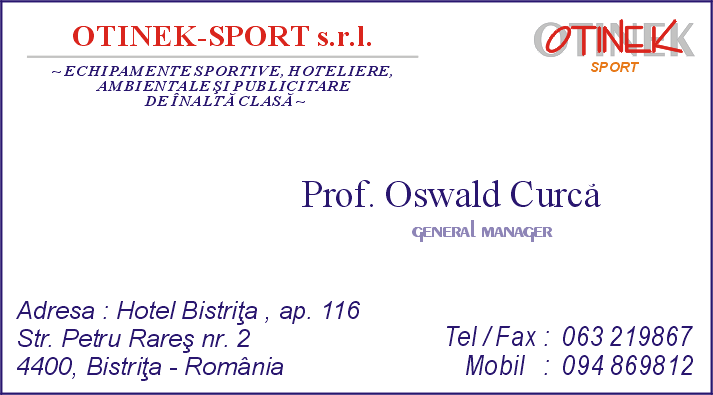 OTINEK-SPORT s.r.l.
~ ECHIPAMENTE SPORTIVE, HOTELIERE,
AMBIENTALE ŞI PUBLICITARE
DE ÎNALTĂ CLASĂ ~
OTINEK
SPORT
Prof. Oswald Curcă
GENERAL MANAGER
Adresa : Hotel Bistriţa , ap. 116
Str. Petru Rareş nr. 2
4400, Bistriţa - România
Tel / Fax : 063 219867
Mobil : 094 869812